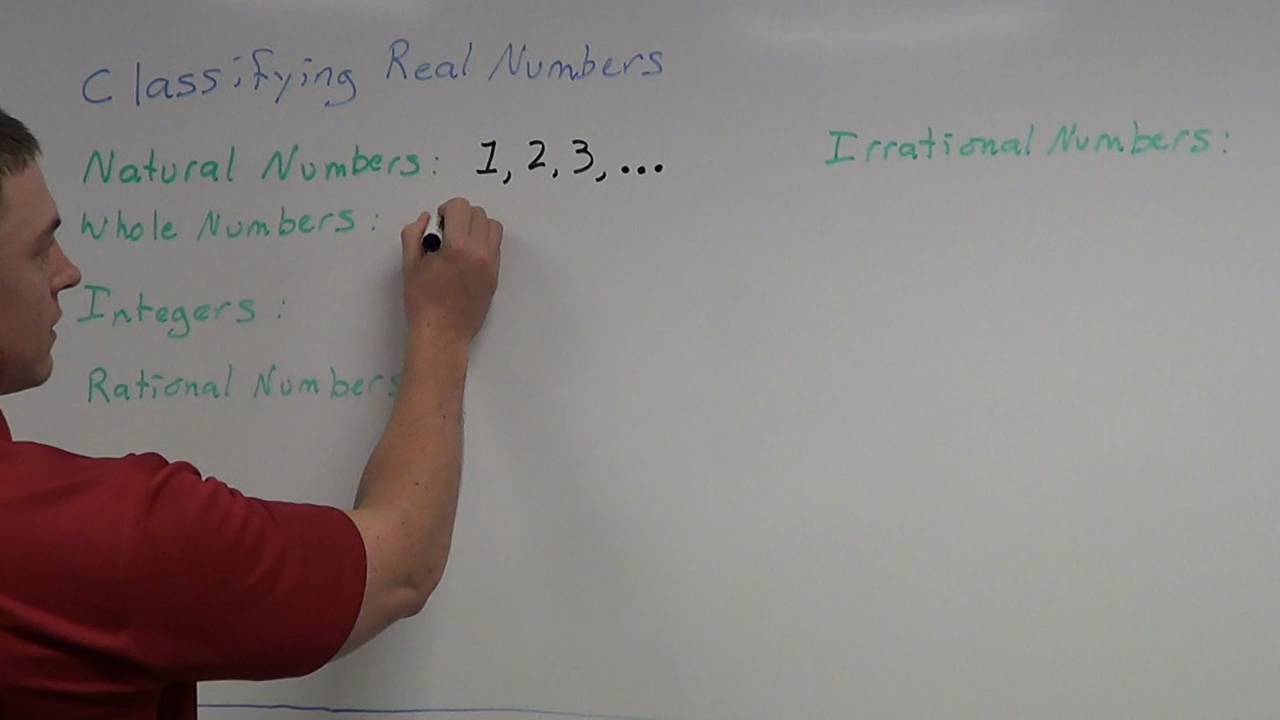 Classifying Real Numbers
Natural Numbers: 1, 2, 3, ...
Irrational Numbers:
Whole Numbers:
Integers:
Rational Numbers